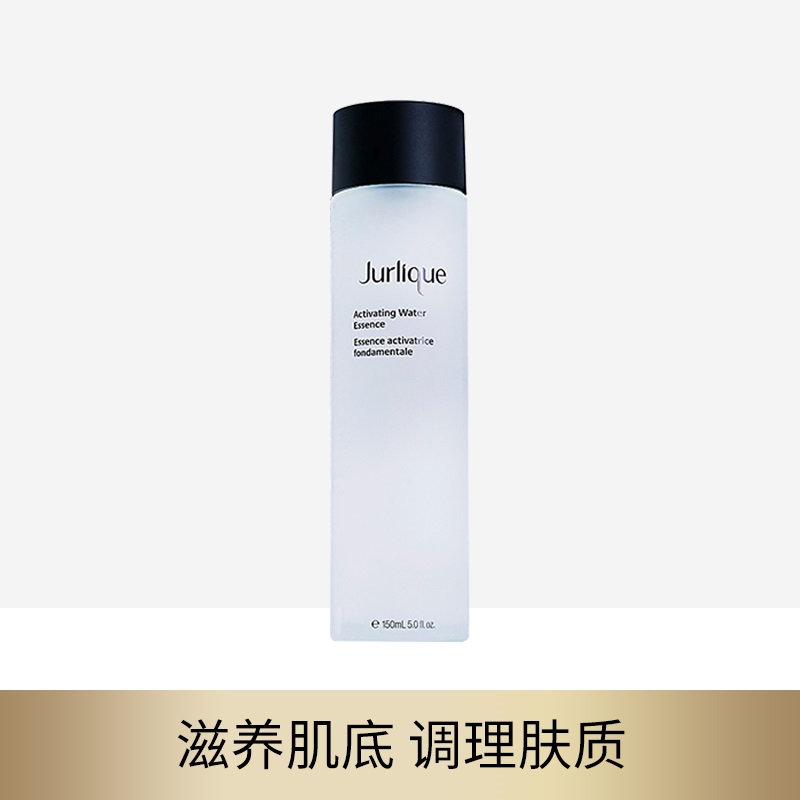 Jurlique
Activating Water
Essence
Essence activatrice
fondamentale
℮ 150mL 5.0 fl.oz.
滋养肌底 调理肤质